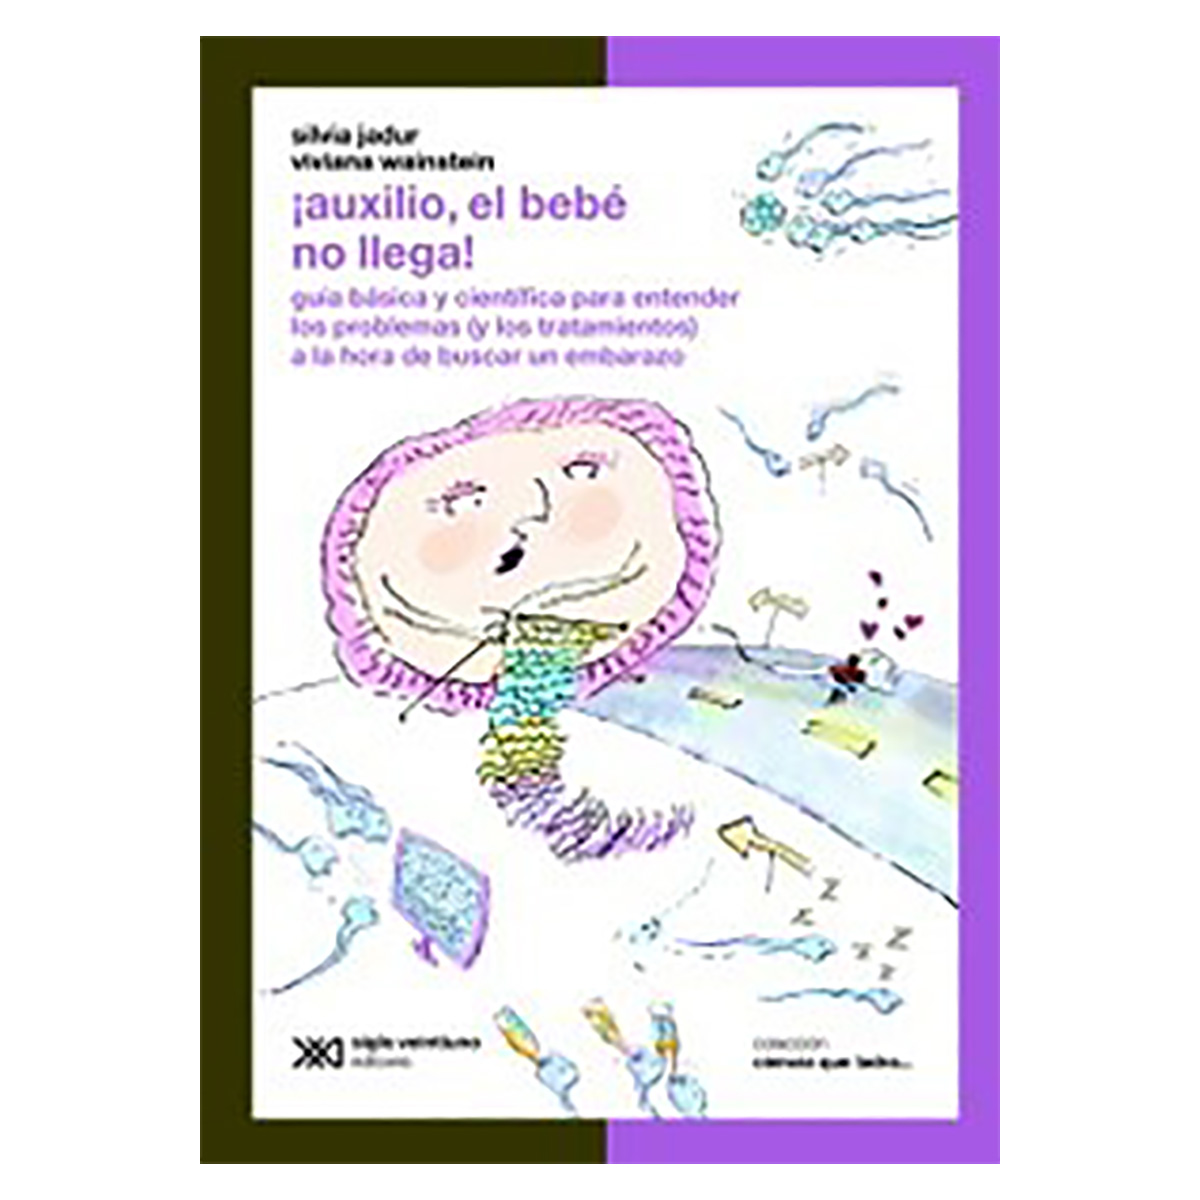 silvia jadur
viviana wainstein
¡auxilio, el bebé
no llega!
guía básica y científica para entender
los problemas (y los tratamientos)
a la hora de buscar un embarazo
siglo veintiuno
editores
colección
ciencia que ladra...
z
z
z
z
z